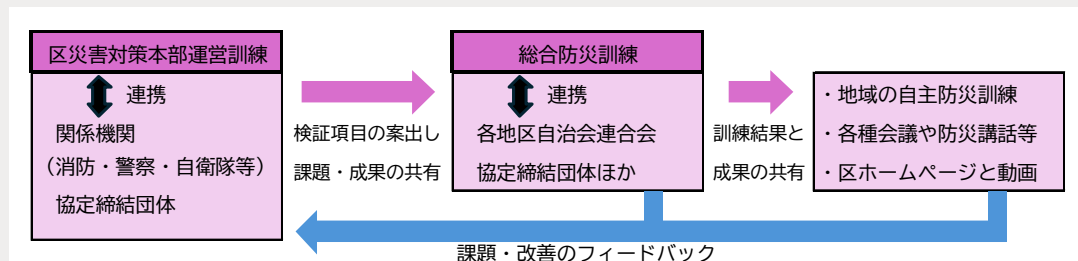 区災害対策本部運営訓練
連携
関係機関
（消防・警察・自衛隊等）
協定締結団体
検証項目の案出し
課題・成果の共有
総合防災訓練
連携
各地区自治会連合会
協定締結団体ほか
訓練結果と
成果の共有
・地域の自主防災訓練
・各種会議や防災講話等
・区ホームページと動画
課題・改善のフィードバック